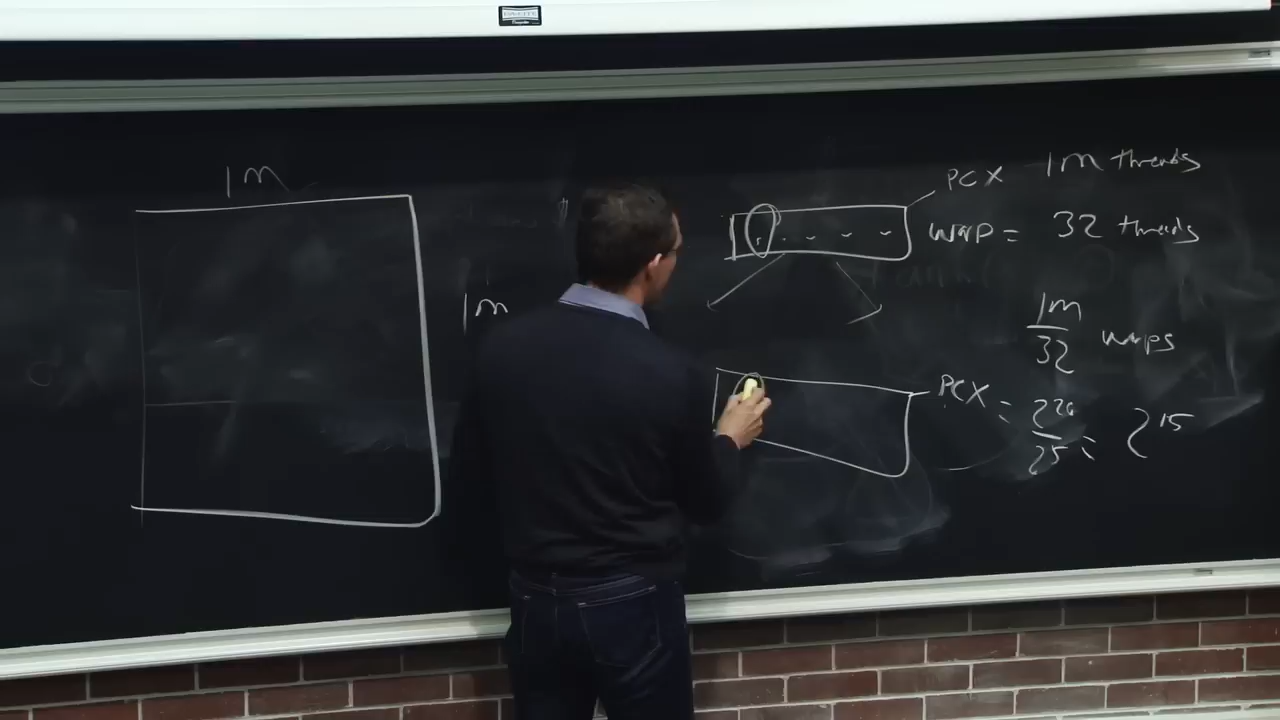 1m
1m
PCX 1m threads
warp = 32 threads
1m
32
warps
PCX = 2^20
2^5
= 2^15